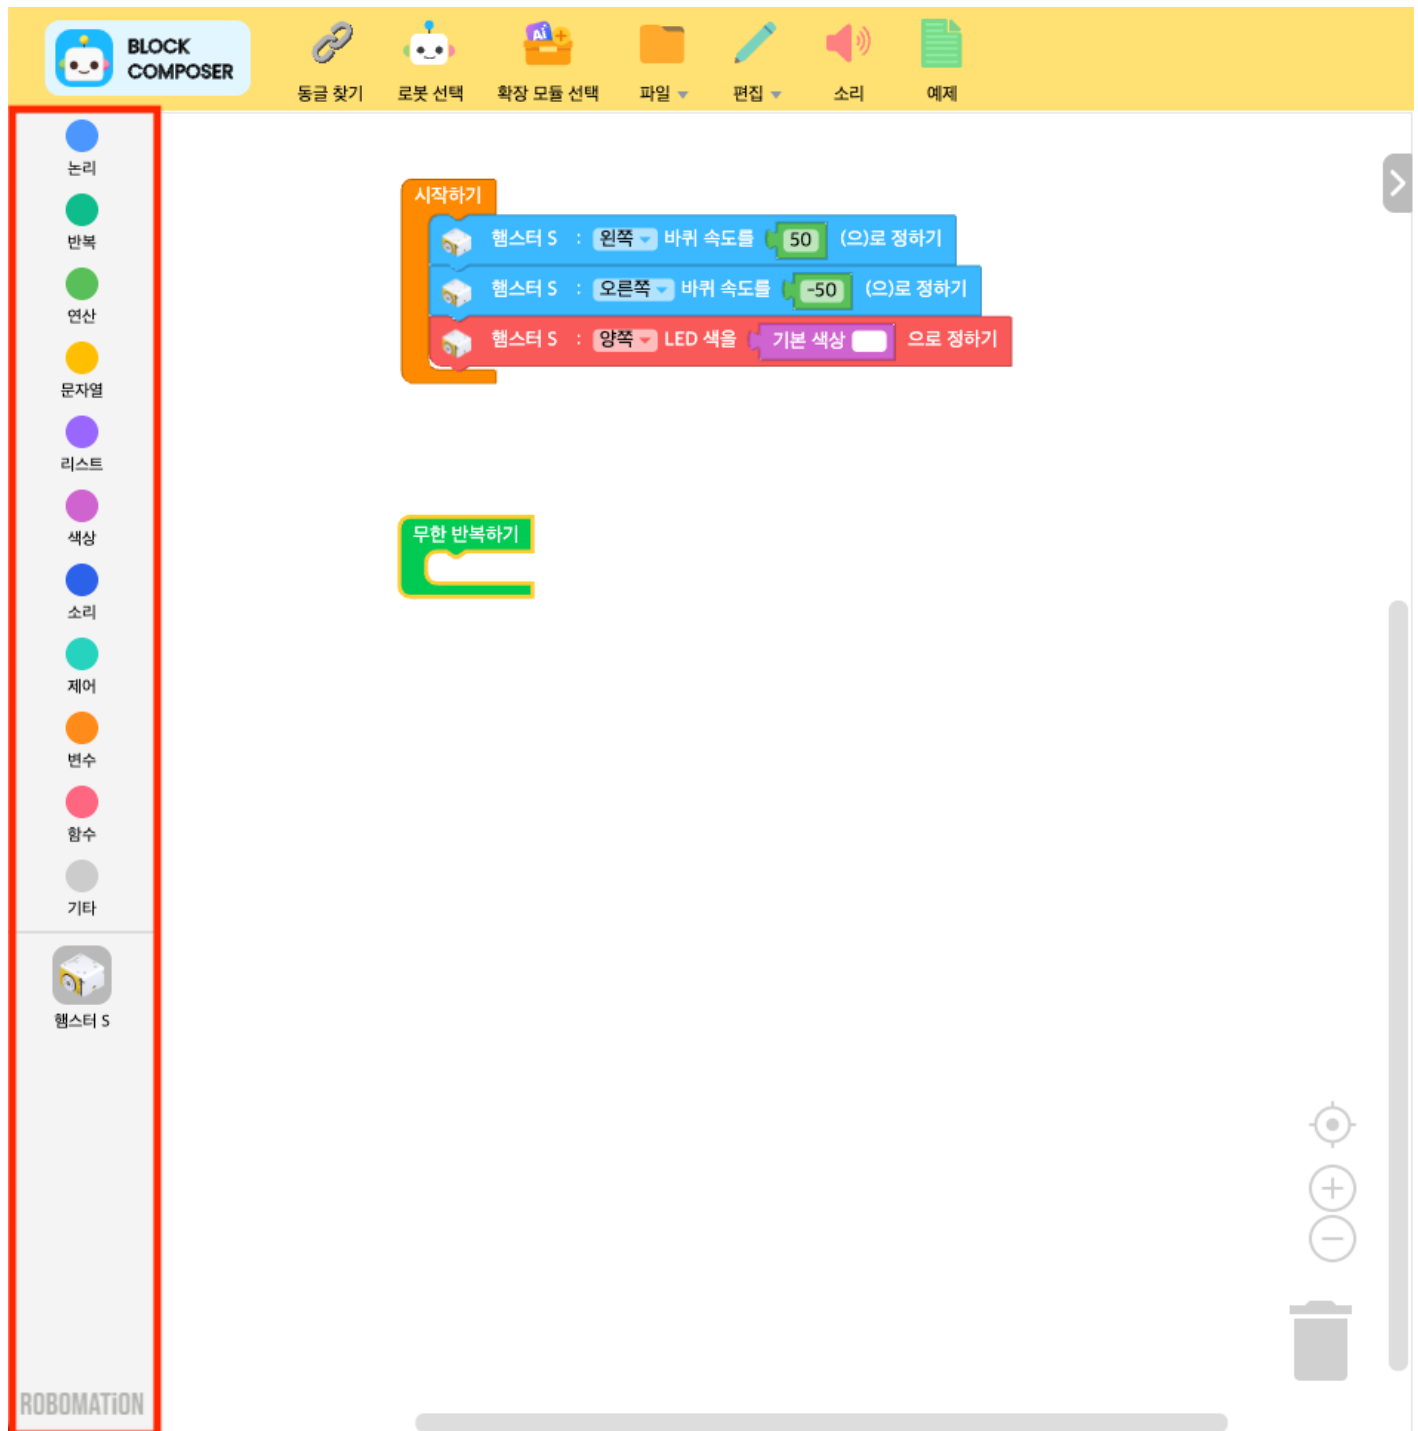 BLOCK
COMPOSER
동글 찾기
로봇 선택
확장 모듈 선택
파일
편집
소리
예제
논리
반복
연산
문자열
리스트
색상
소리
제어
변수
함수
기타
햄스터 S
ROBOMATiON
시작하기
햄스터 S : 왼쪽 바퀴 속도를 50 (으)로 정하기
햄스터 S : 오른쪽 바퀴 속도를 -50 (으)로 정하기
햄스터 S : 양쪽 LED 색을 기본 색상 으로 정하기
무한 반복하기